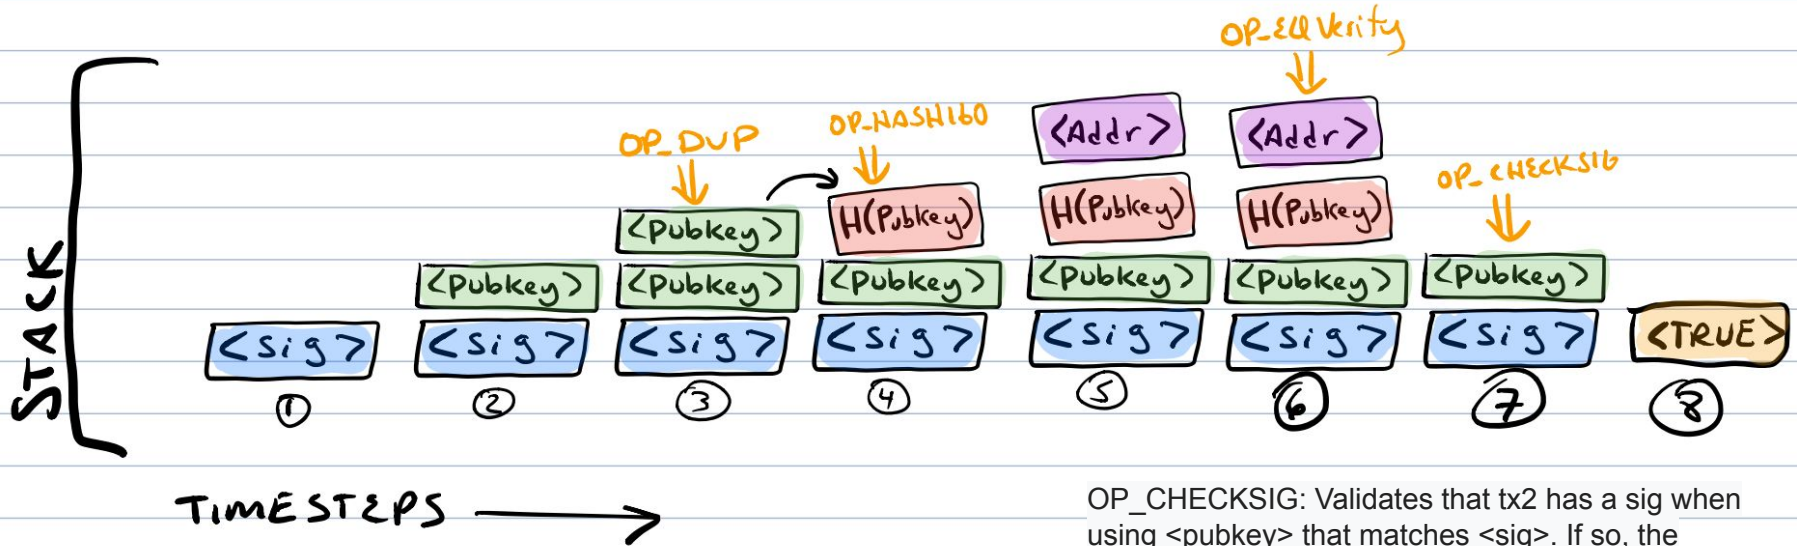 OP_EQVerity
<Addr> <Addr>
OP_DUP OP_HASH160
OP_CHECKSIG
<Pubkey> H(Pubkey) H(Pubkey) H(Pubkey)
<Pubkey> <Pubkey> <Pubkey> <Pubkey> <Pubkey> <Pubkey>
<Sig> <Sig> <Sig> <Sig> <Sig> <Sig> <Sig> <TRUE>
STACK
1 2 3 4 5 6 7 8
TIMESTEPS
OP_CHECKSIG: Validates that tx2 has a sig when
using <pubkey> that matches <sig>. If so, the